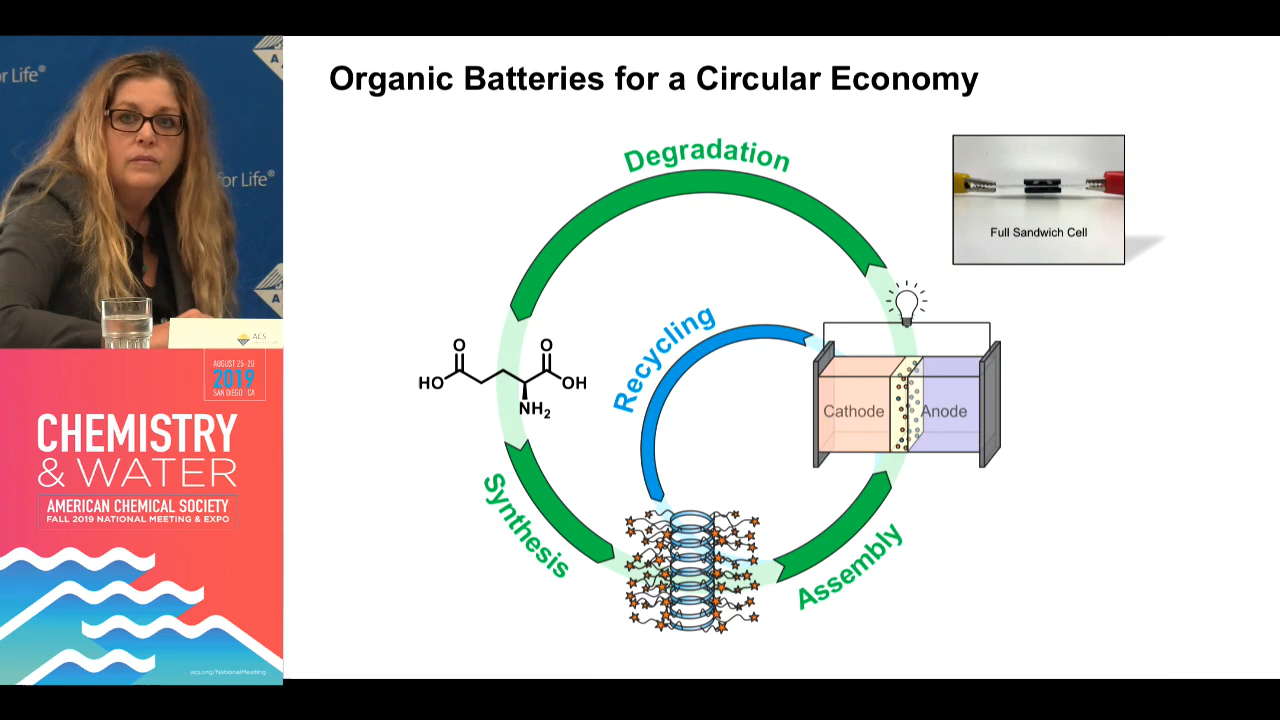 or Life®
for Life®
A
ACS
AUGUST 25-29
2019
SAN DIEGO, CA
CHEMISTRY
& WATER
AMERICAN CHEMICAL SOCIETY
FALL 2019 NATIONAL MEETING & EXPO
acs.org/NationalMeeting
Organic Batteries for a Circular Economy
Degradation
Full Sandwich Cell
Recycling
O O
HO OH
NH2
Cathode Anode
Synthesis
Assembly